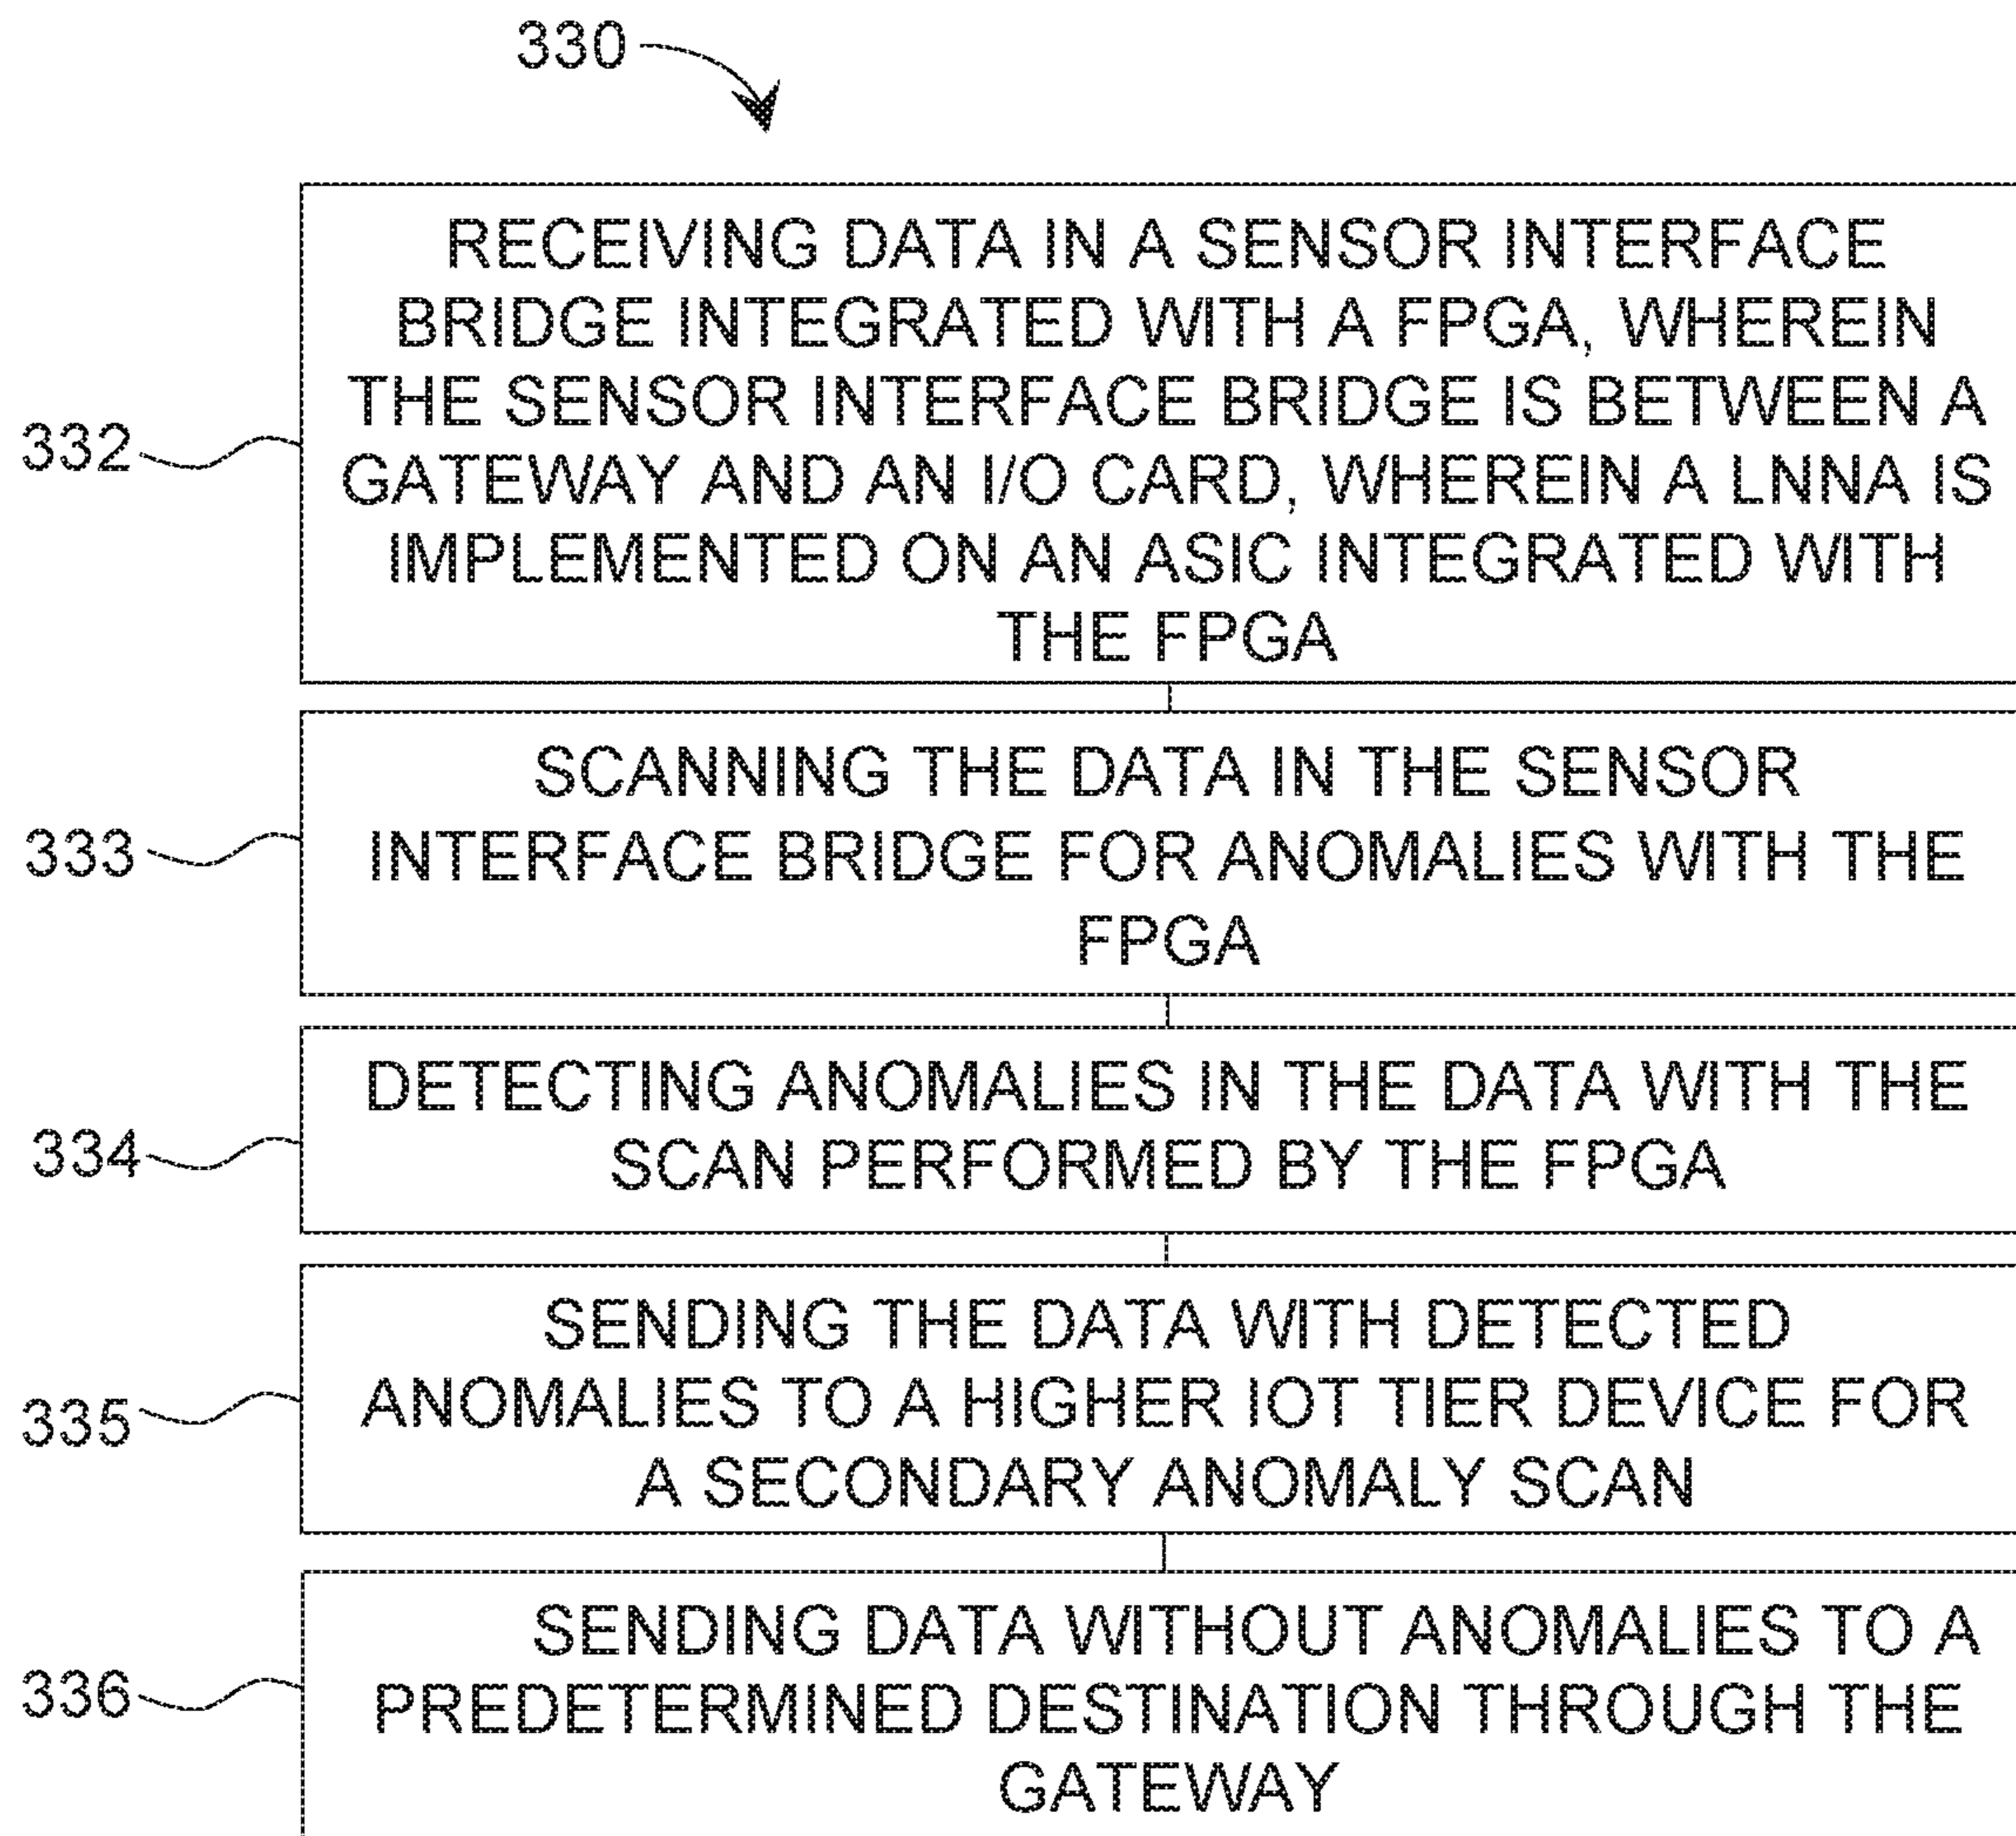 330
RECEIVING DATA IN A SENSOR INTERFACE
BRIDGE INTEGRATED WITH A FPGA, WHEREIN
THE SENSOR INTERFACE BRIDGE IS BETWEEN A
332
GATEWAY AND AN I/O CARD, WHEREIN A LNNA IS
IMPLEMENTED ON AN ASIC INTEGRATED WITH
THE FPGA
SCANNING THE DATA IN THE SENSOR
333
INTERFACE BRIDGE FOR ANOMALIES WITH THE
FPGA
DETECTING ANOMALIES IN THE DATA WITH THE
334
SCAN PERFORMED BY THE FPGA
SENDING THE DATA WITH DETECTED
335
ANOMALIES TO A HIGHER IOT TIER DEVICE FOR
A SECONDARY ANOMALY SCAN
SENDING DATA WITHOUT ANOMALIES TO A
336
PREDETERMINED DESTINATION THROUGH THE
GATEWAY